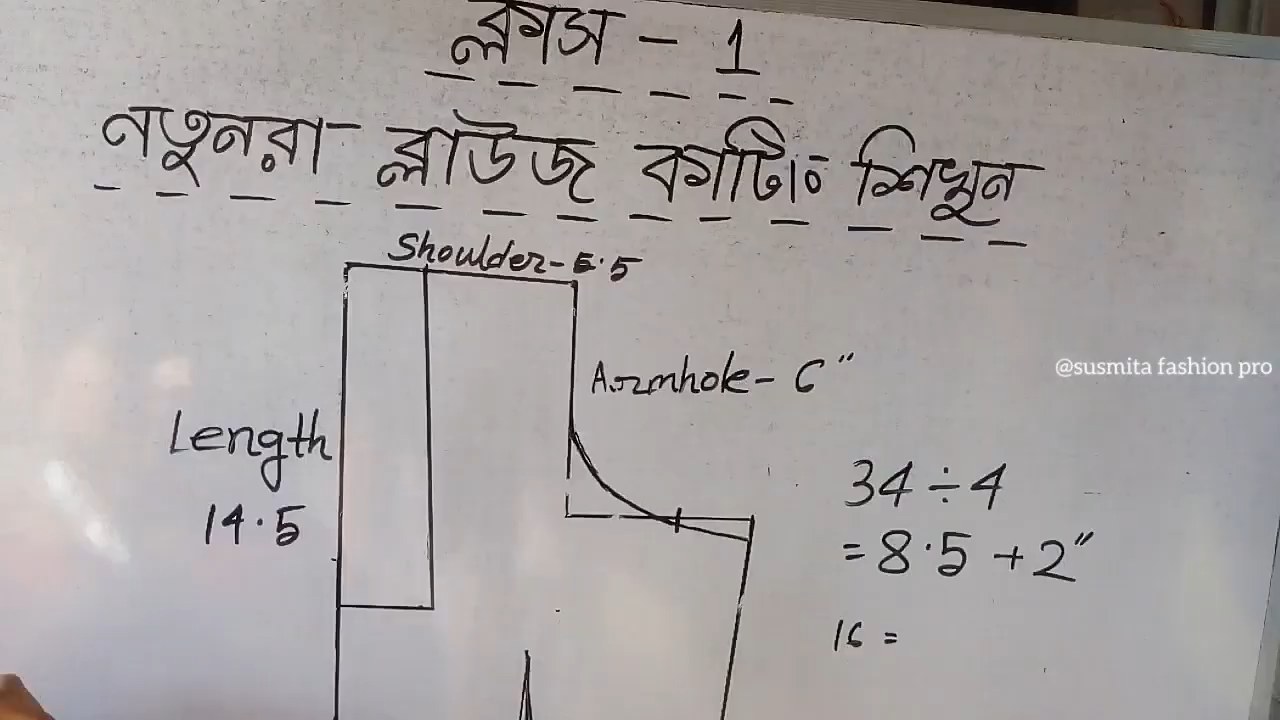 ক্লাস - 1
নতুনরা ব্লাউজ কাটিং শিখুন
Shoulder - 5.5
Armhole - 6"
@susmita fashion pro
Length
14.5
34 ÷ 4
= 8.5 + 2"
16 =